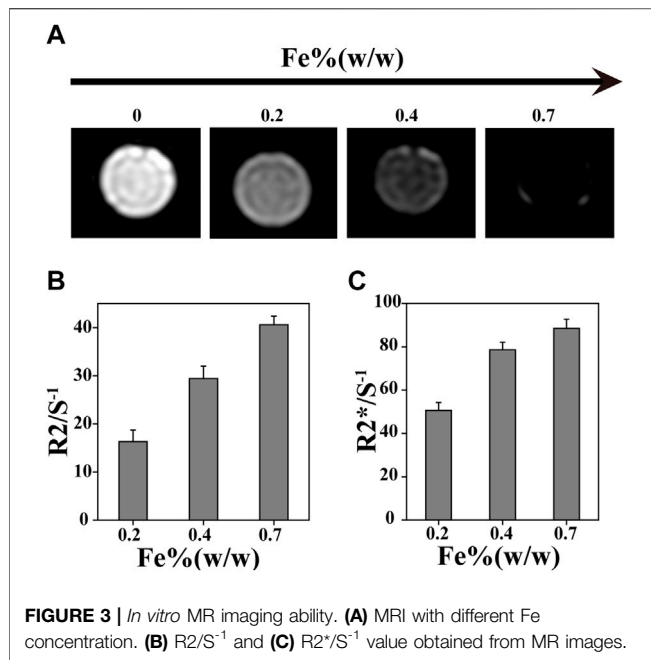 A
Fe%(w/w)
0 0.2 0.4 0.7
B
R2/S⁻¹
40
30
20
10
0
0.2 0.4 0.7
Fe%(w/w)
C
R2*/S⁻¹
100
80
60
40
20
0
0.2 0.4 0.7
Fe%(w/w)
FIGURE 3 | In vitro MR imaging ability. (A) MRI with different Fe
concentration. (B) R2/S⁻¹ and (C) R2*/S⁻¹ value obtained from MR images.